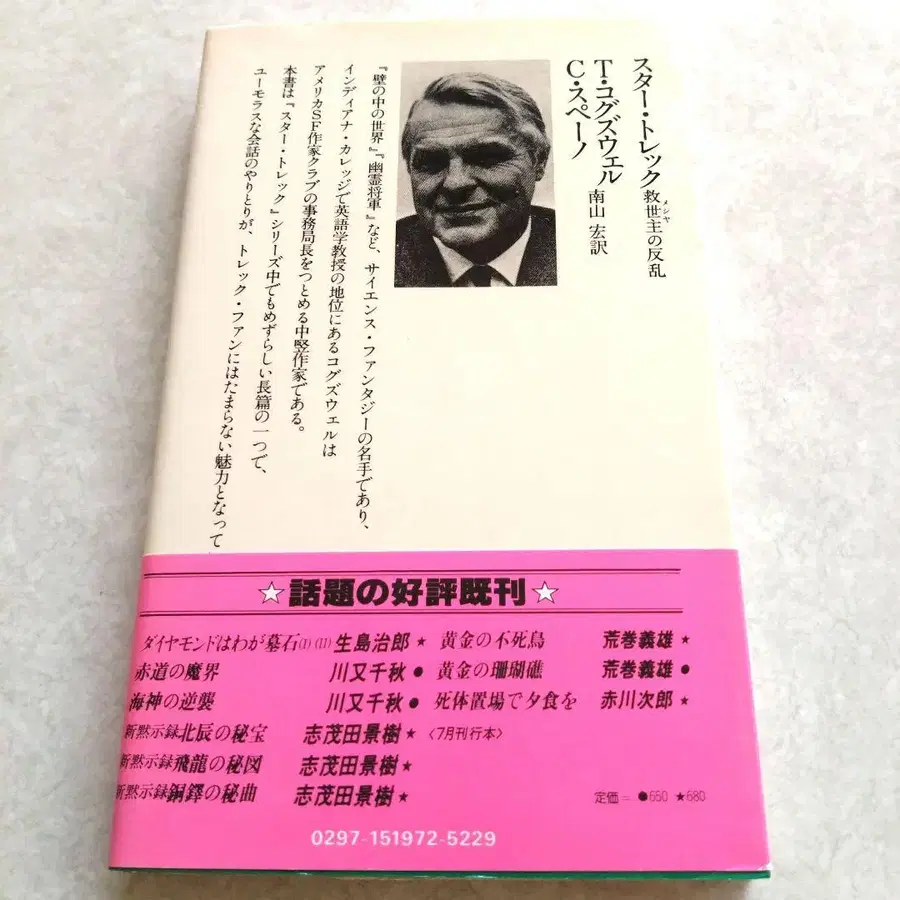 スター・トレック 救世主の反乱
メシヤ
T・コグズウェル
C・スペーノ
南山 宏訳
『壁の中の世界』『幽霊将軍』など、サイエンス・ファンタジーの名手であり、
インディアナ・カレッジで英語学教授の地位にあるコグズウェルは
アメリカSF作家クラブの事務局長をつとめる中堅作家である。
本書は『スター・トレック』シリーズ中でもめずらしい長篇の一つで、
ユーモラスな会話のやりとりが、トレック・ファンにはたまらない魅力となって
☆話題の好評既刊☆
ダイヤモンドはわが墓石(I)(II) 生島治郎★ 黄金の不死鳥 荒巻義雄★
赤道の魔界 川又千秋● 黄金の珊瑚礁 荒巻義雄●
海神の逆襲 川又千秋● 死体置場で夕食を 赤川次郎★
新黙示録北辰の秘宝 志茂田景樹★〈7月刊行本〉
新黙示録飛龍の秘図 志茂田景樹★
新黙示録銅鐸の秘曲 志茂田景樹★
定価= ●650 ★680
0297-151972-5229